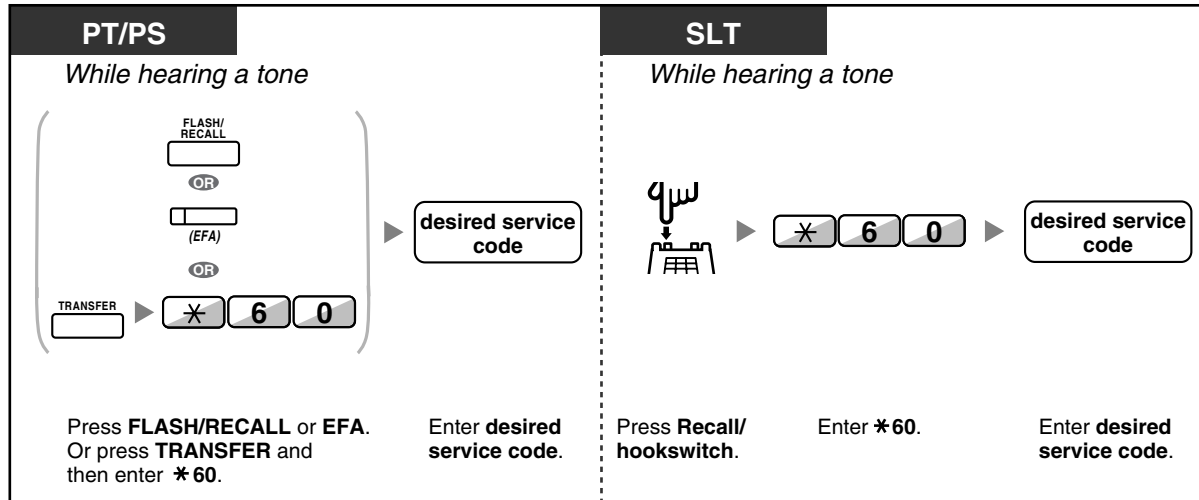 PT/PS
While hearing a tone
FLASH/
RECALL
OR
(EFA)
OR
TRANSFER
* 6 0
desired service
code
Press FLASH/RECALL or EFA.
Or press TRANSFER and
then enter *60.
Enter desired
service code.
SLT
While hearing a tone
* 6 0
desired service
code
Press Recall/
hookswitch.
Enter *60.
Enter desired
service code.